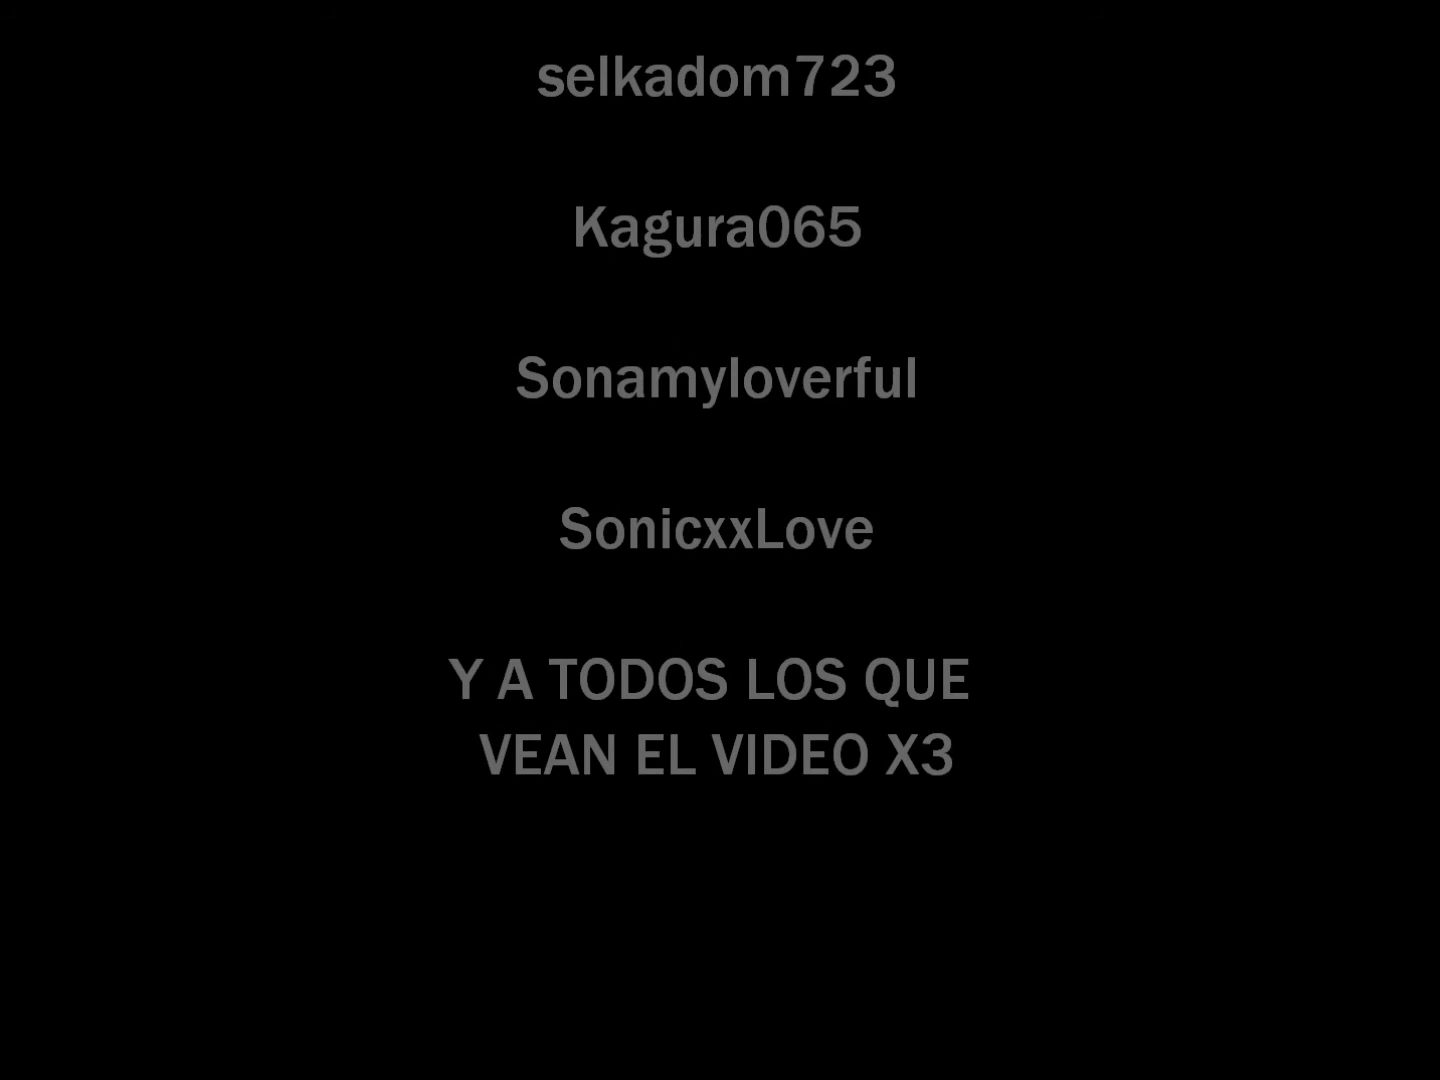 selkadom723
Kagura065
Sonamyloverful
SonicxxLove
Y A TODOS LOS QUE
VEAN EL VIDEO X3